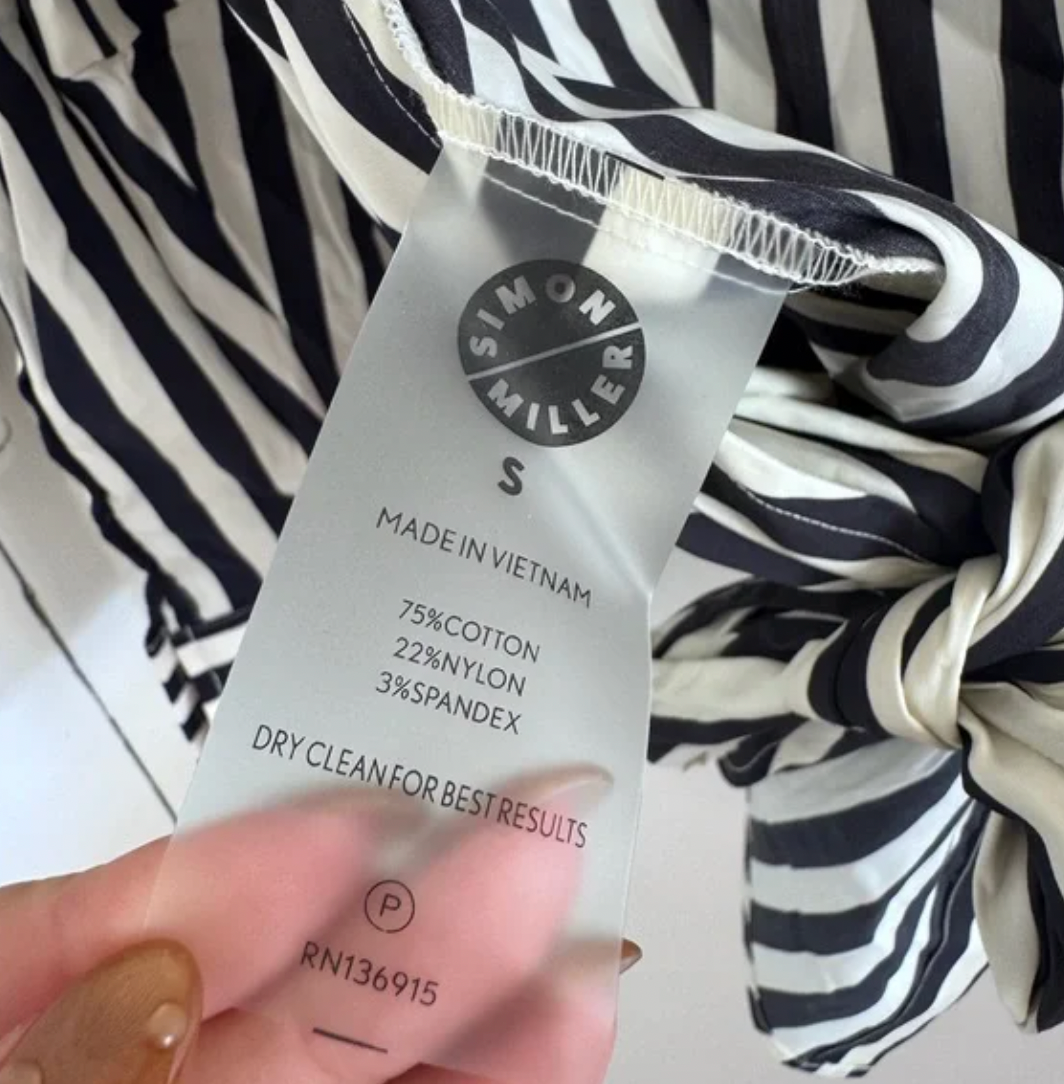 SIMON
MILLER
S
MADE IN VIETNAM
75%COTTON
22%NYLON
3%SPANDEX
DRY CLEAN FOR BEST RESULTS
P
RN136915